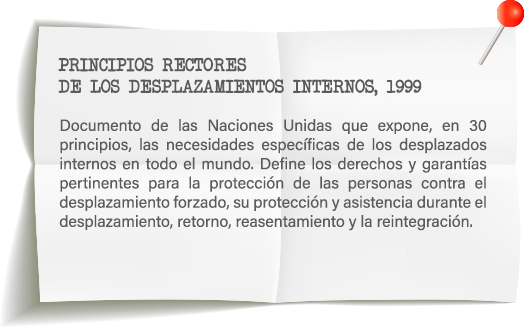 PRINCIPIOS RECTORES
DE LOS DESPLAZAMIENTOS INTERNOS, 1999
Documento de las Naciones Unidas que expone, en 30
principios, las necesidades específicas de los desplazados
internos en todo el mundo. Define los derechos y garantías
pertinentes para la protección de las personas contra el
desplazamiento forzado, su protección y asistencia durante el
desplazamiento, retorno, reasentamiento y la reintegración.